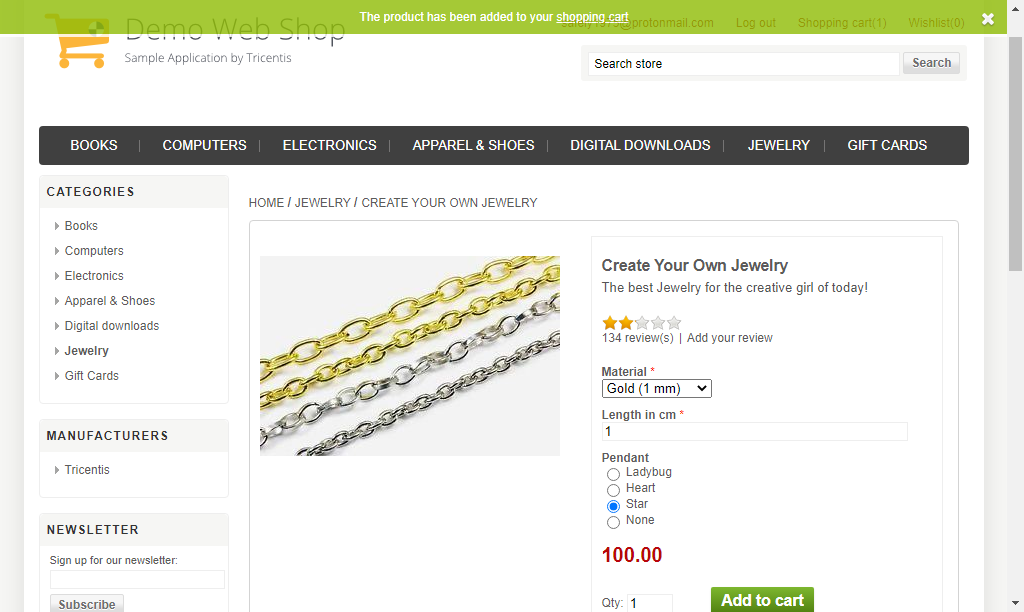 The product has been added to your shopping cart
@protonmail.com Log out Shopping cart(1) Wishlist(0)
Demo Web Shop
Sample Application by Tricentis
Search store Search
BOOKS COMPUTERS ELECTRONICS APPAREL & SHOES DIGITAL DOWNLOADS JEWELRY GIFT CARDS
CATEGORIES
Books
Computers
Electronics
Apparel & Shoes
Digital downloads
Jewelry
Gift Cards
MANUFACTURERS
Tricentis
NEWSLETTER
Sign up for our newsletter:
Subscribe
HOME / JEWELRY / CREATE YOUR OWN JEWELRY
Create Your Own Jewelry
The best Jewelry for the creative girl of today!
134 review(s) | Add your review
Material *
Gold (1 mm)
Length in cm *
1
Pendant
Ladybug
Heart
Star
None
100.00
Qty: 1 Add to cart